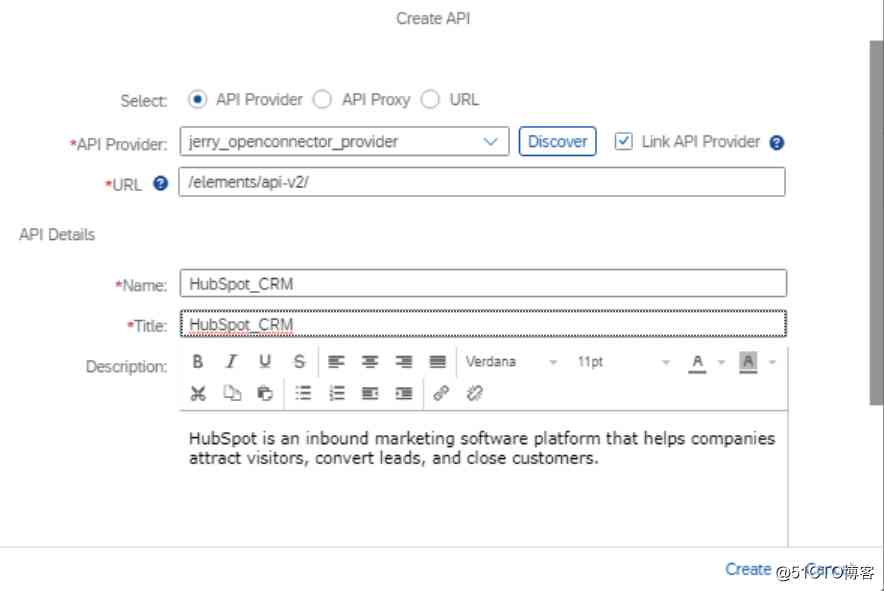 Create API
Select: API Provider API Proxy URL
*API Provider: jerry_openconnector_provider Discover Link API Provider ?
*URL ? /elements/api-v2/
API Details
*Name: HubSpot_CRM
*Title: HubSpot_CRM
Description: B I U S Verdana 11pt A A
HubSpot is an inbound marketing software platform that helps companies
attract visitors, convert leads, and close customers.
Create Cancel
@51CTO博客